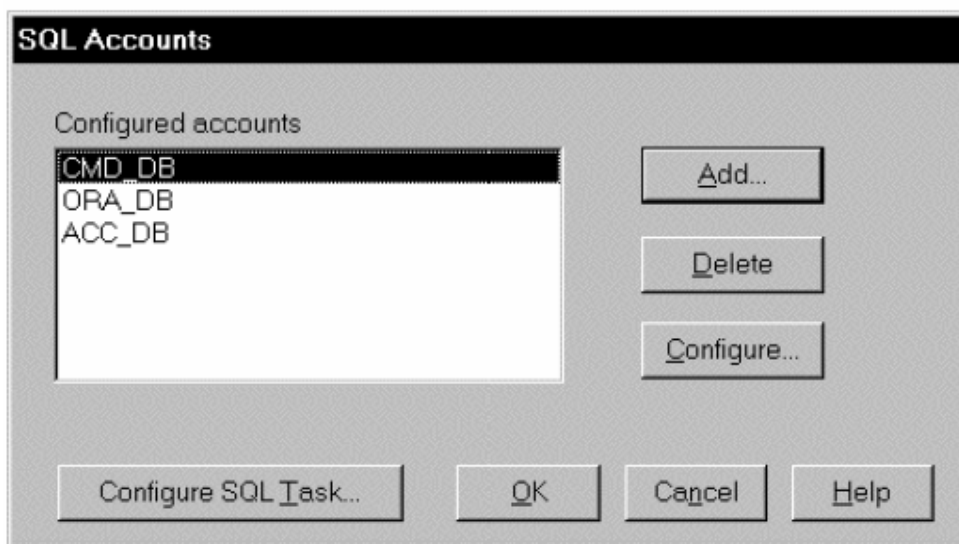 SQL Accounts
Configured accounts
CMD_DB
ORA_DB
ACC_DB
Add...
Delete
Configure...
Configure SQL Task...
OK
Cancel
Help